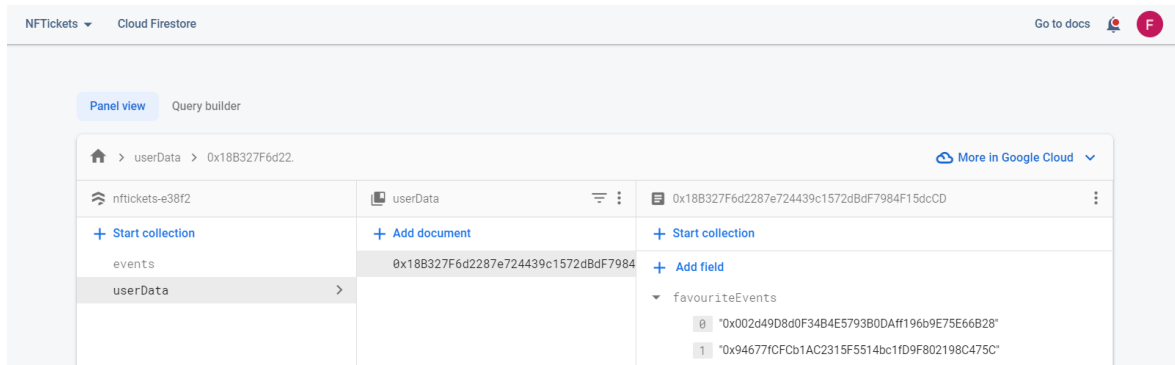 NFTickets Cloud Firestore Go to docs F
Panel view Query builder
userData > 0x18B327F6d22. More in Google Cloud
nftickets-e38f2 userData 0x18B327F6d2287e724439c1572dBdF7984F15dcCD
+ Start collection + Add document + Start collection
events 0x18B327F6d2287e724439c1572dBdF7984 + Add field
userData favouriteEvents
0 "0x002d49D8d0F34B4E5793B0DAff196b9E75E66B28"
1 "0x94677fCFCb1AC2315F5514bc1fD9F802198C475C"